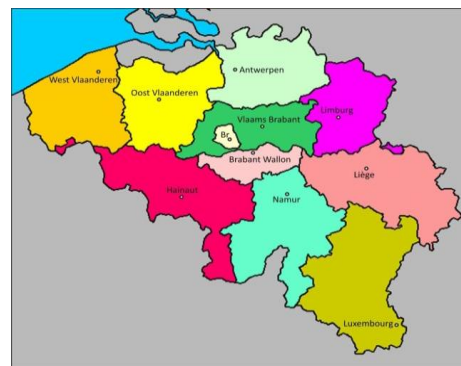 Antwerpen
West Vlaanderen
Oost Vlaanderen
Limburg
Vlaams Brabant
Br.
Brabant Wallon
Liège
Hainaut
Namur
Luxembourg